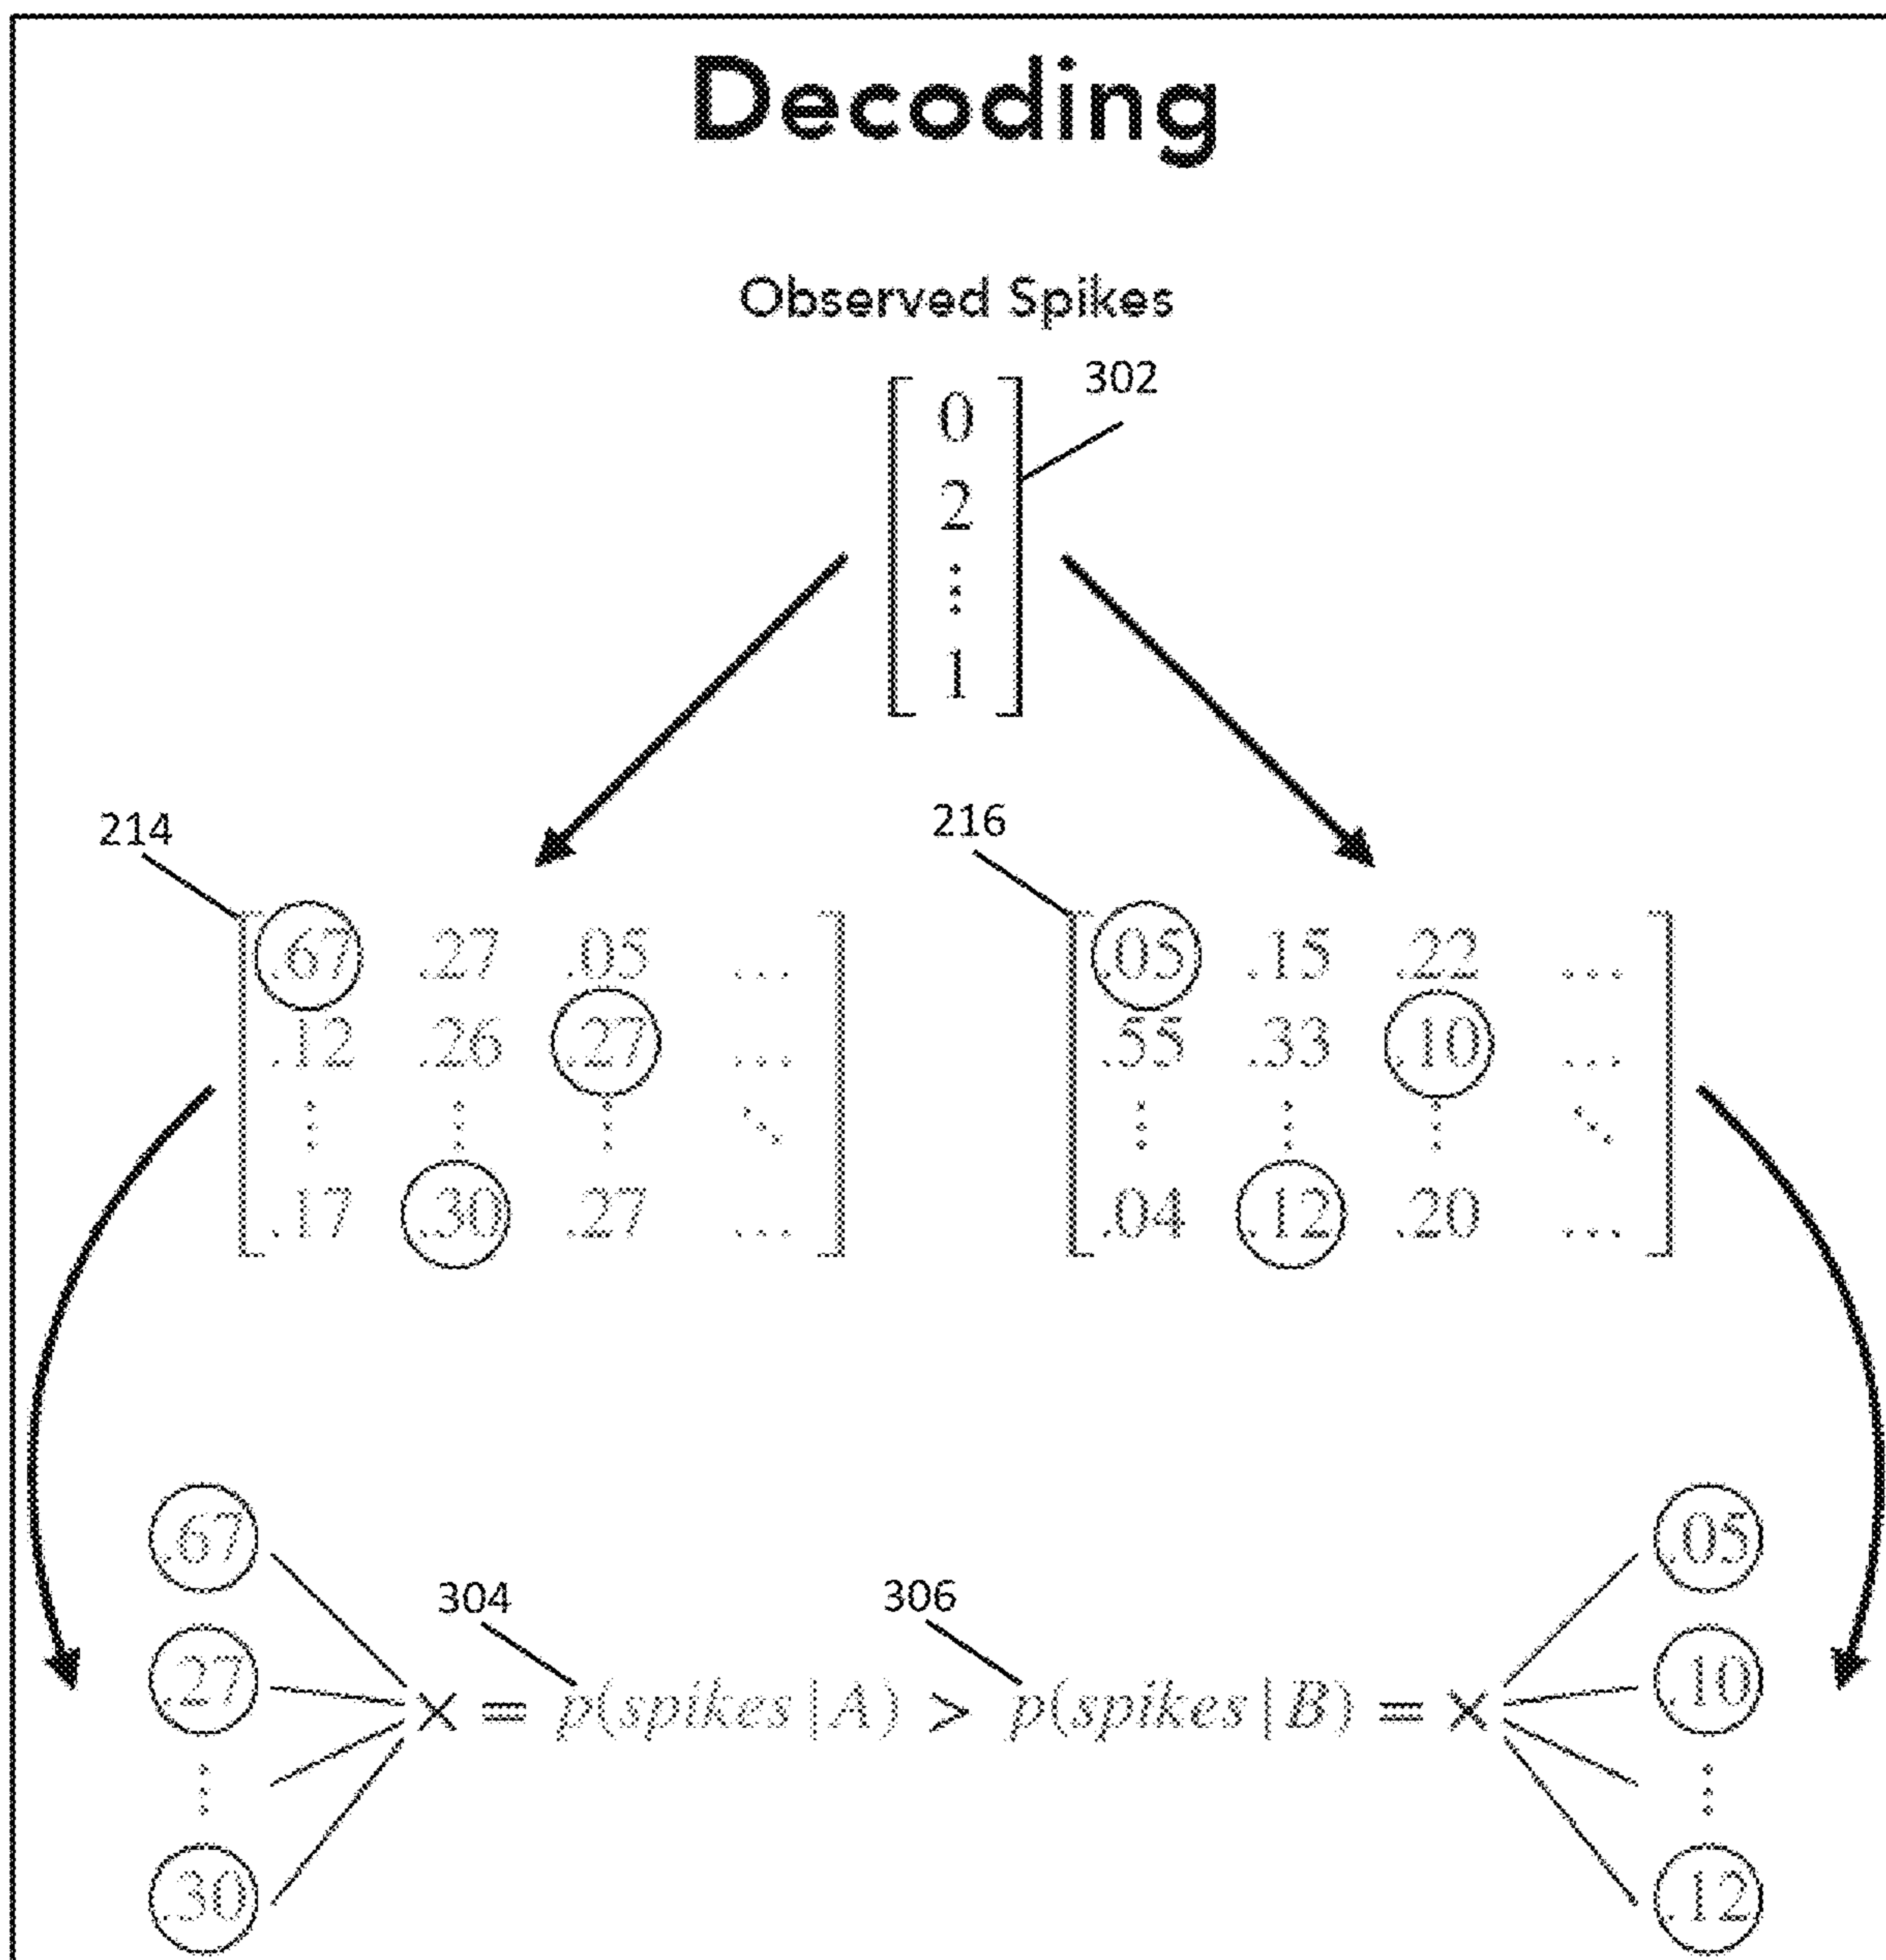 Decoding
Observed Spikes
302
0
2
⋮
1
214
216
.67 .27 .05 ...
.12 .26 .27 ...
⋮ ⋮ ⋮ ⋱
.17 .30 .27 ...
.05 .15 .22 ...
.55 .33 .10 ...
⋮ ⋮ ⋮ ⋱
.04 .12 .20 ...
.67
.27
⋮
.30
304
306
× = p(spikes|A) > p(spikes|B) = ×
.05
.10
⋮
.12